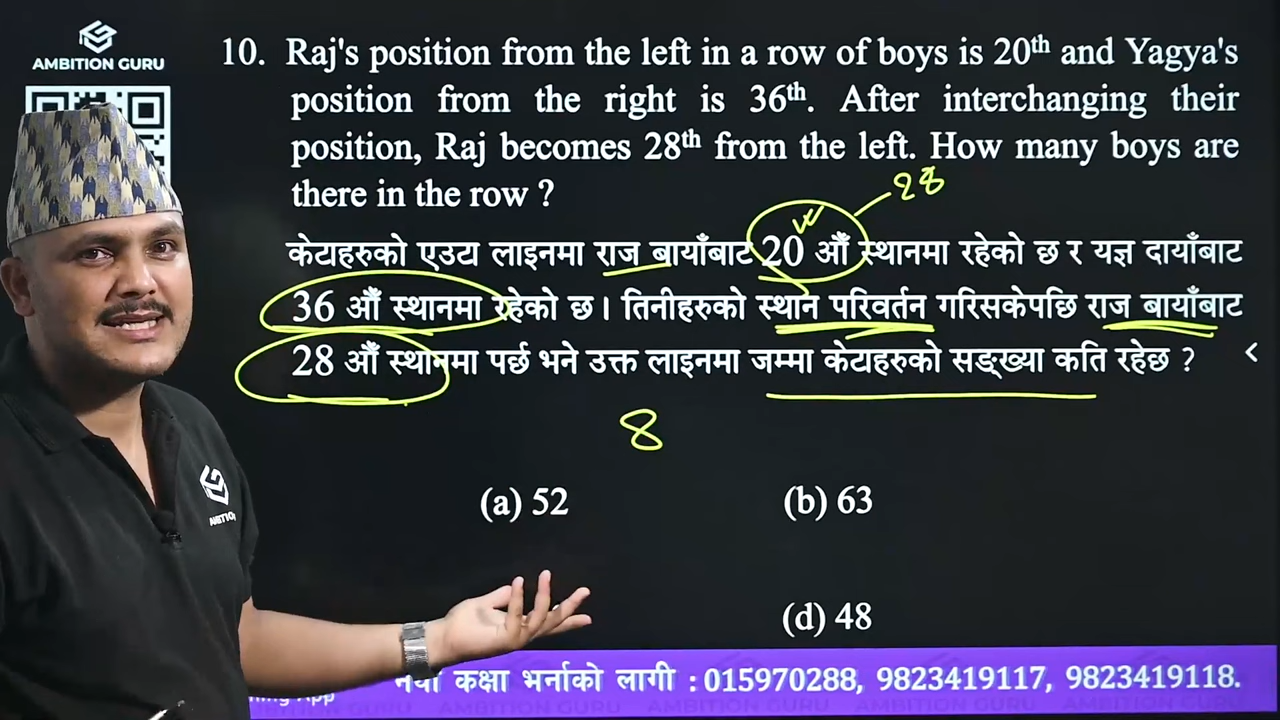 AMBITION GURU
10. Raj's position from the left in a row of boys is 20th and Yagya's
position from the right is 36th. After interchanging their
position, Raj becomes 28th from the left. How many boys are
there in the row ?
28
केटाहरुको एउटा लाइनमा राज बायाँबाट 20 औँ स्थानमा रहेको छ र यज्ञ दायाँबाट
36 औँ स्थानमा रहेको छ। तिनीहरुको स्थान परिवर्तन गरिसकेपछि राज बायाँबाट
28 औँ स्थानमा पर्छ भने उक्त लाइनमा जम्मा केटाहरुको सङ्ख्या कति रहेछ ?
8
(a) 52 (b) 63
(d) 48
नयाँ कक्षा भर्नाको लागी : 015970288, 9823419117, 9823419118.
App